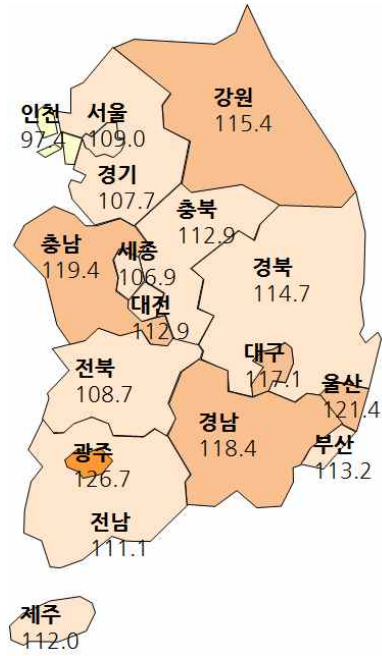 강원
115.4
인천
97.4
서울
109.0
경기
107.7
충북
112.9
충남
119.4
세종
106.9
경북
114.7
대전
112.9
대구
117.1
전북
108.7
울산
121.4
경남
118.4
부산
113.2
광주
126.7
전남
111.1
제주
112.0